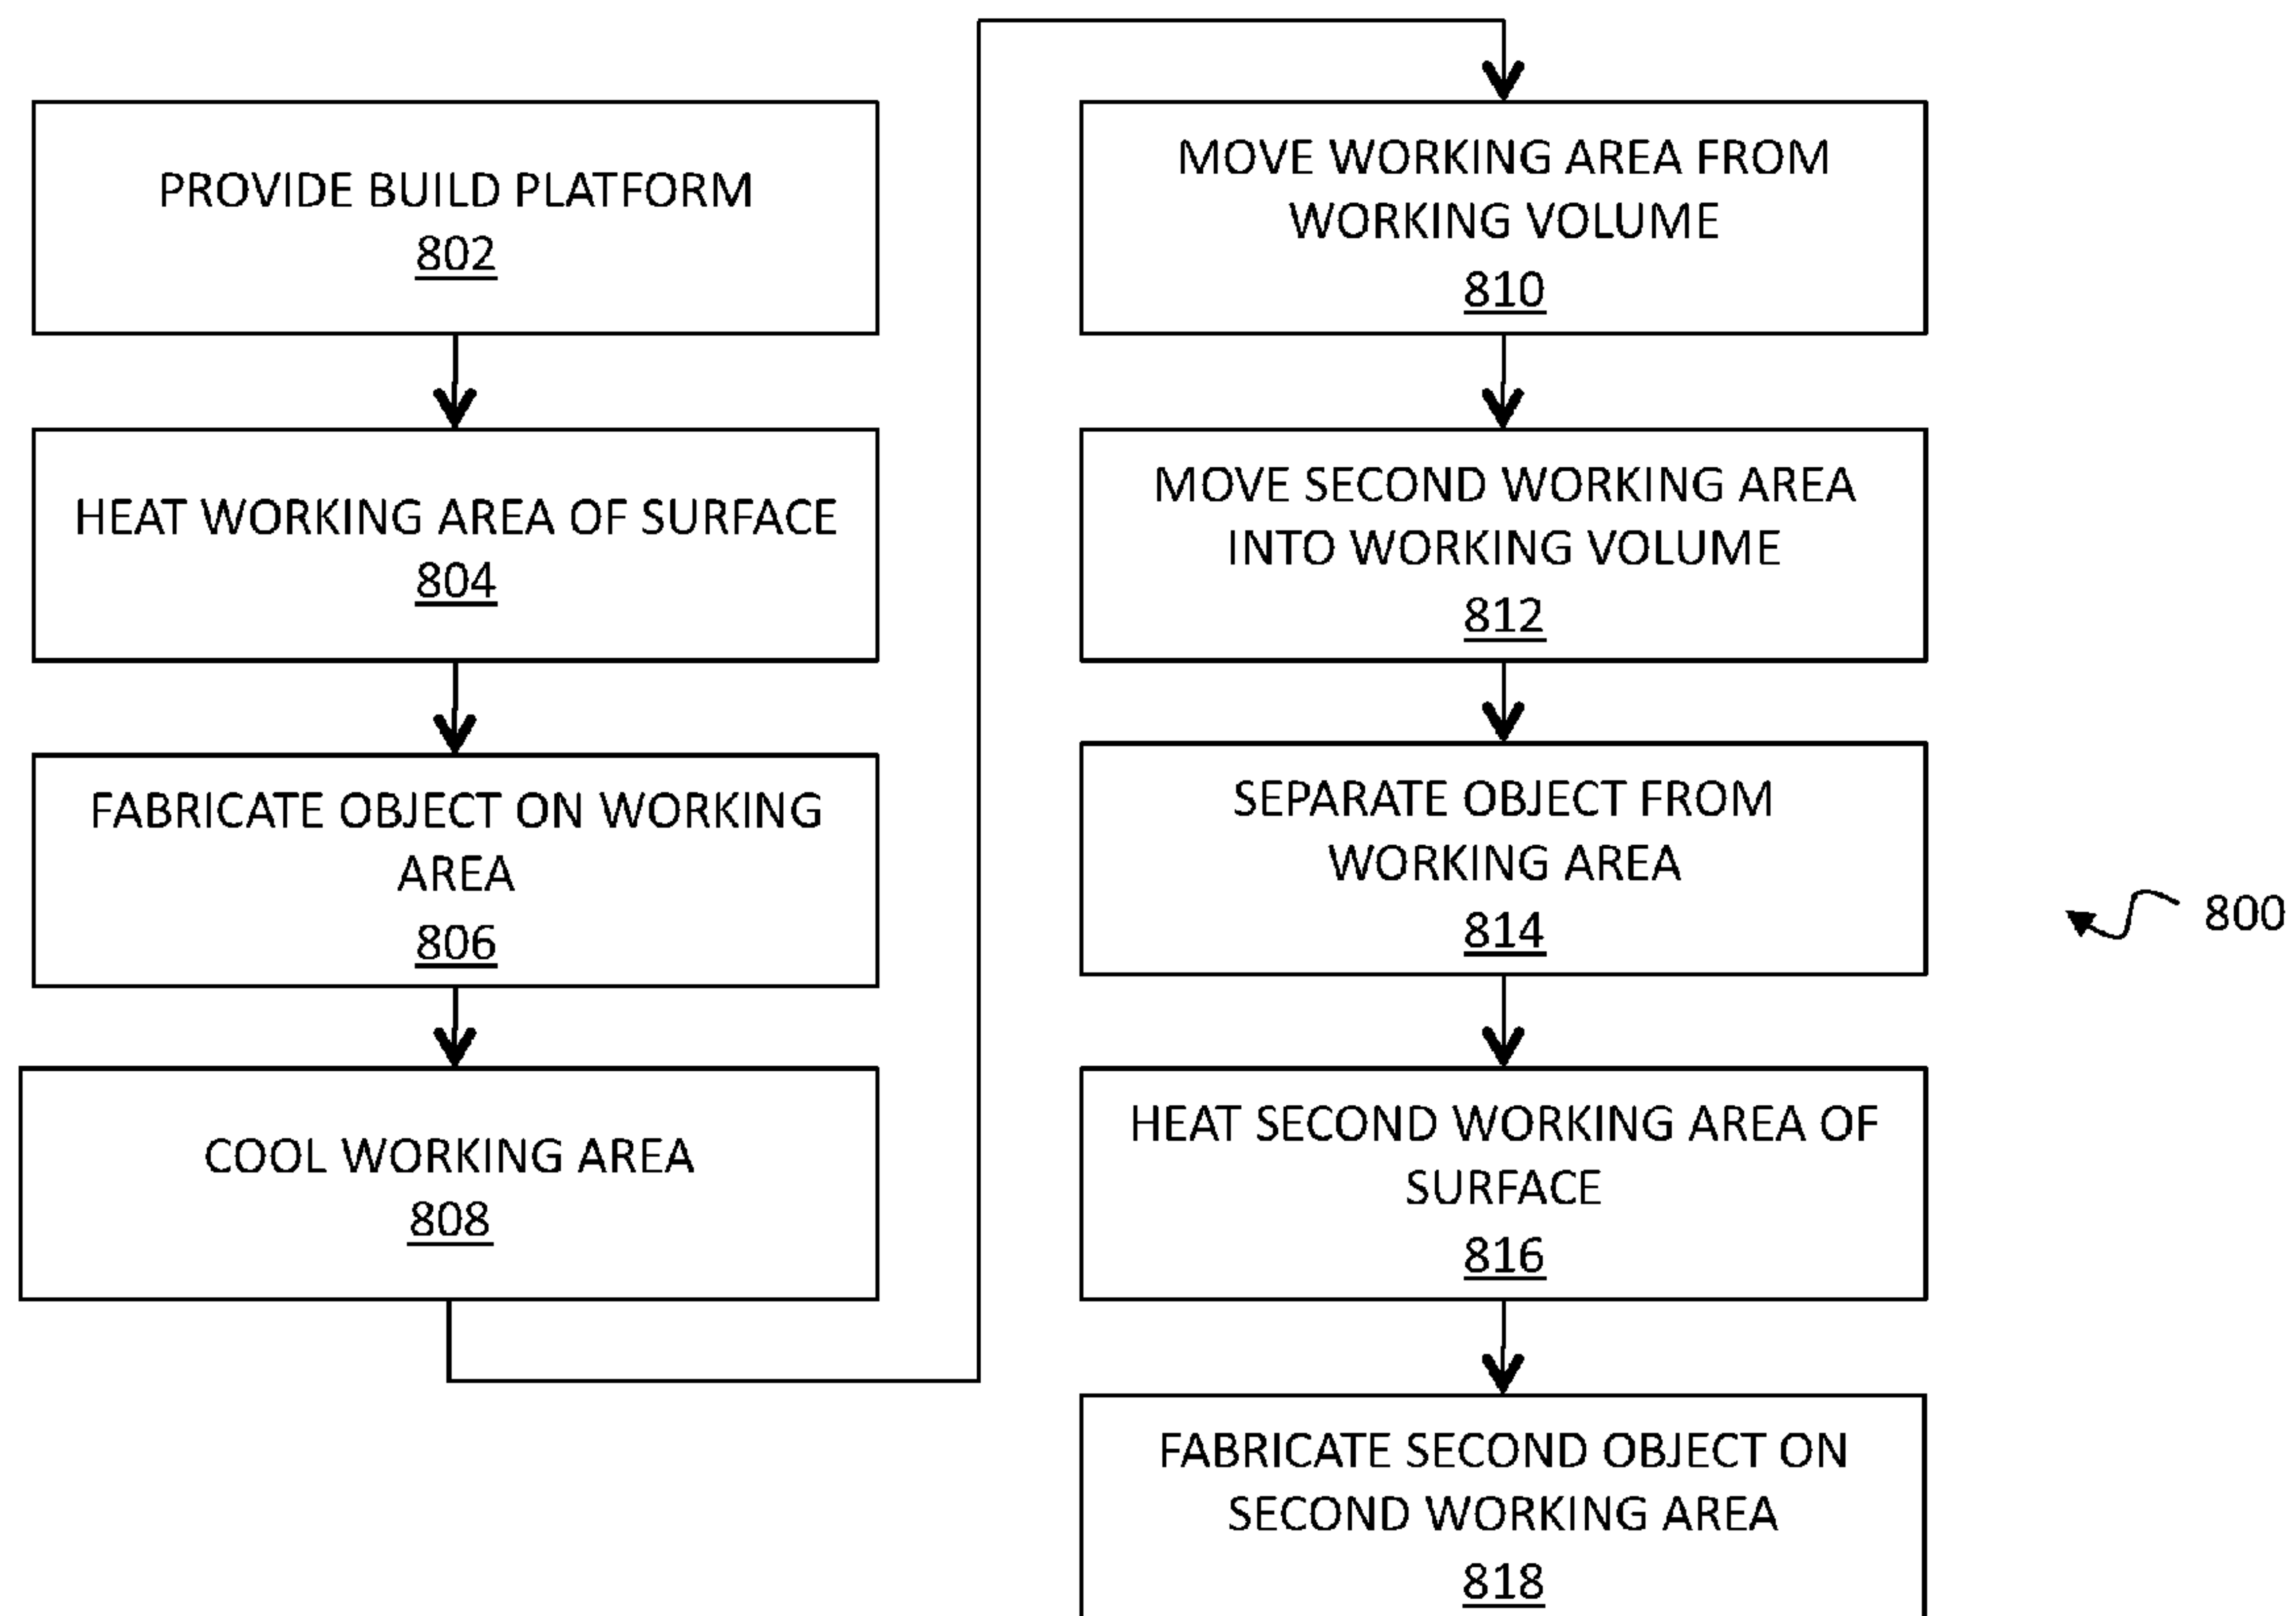 PROVIDE BUILD PLATFORM
802
HEAT WORKING AREA OF SURFACE
804
FABRICATE OBJECT ON WORKING
AREA
806
COOL WORKING AREA
808
MOVE WORKING AREA FROM
WORKING VOLUME
810
MOVE SECOND WORKING AREA
INTO WORKING VOLUME
812
SEPARATE OBJECT FROM
WORKING AREA
814
HEAT SECOND WORKING AREA OF
SURFACE
816
FABRICATE SECOND OBJECT ON
SECOND WORKING AREA
818
800